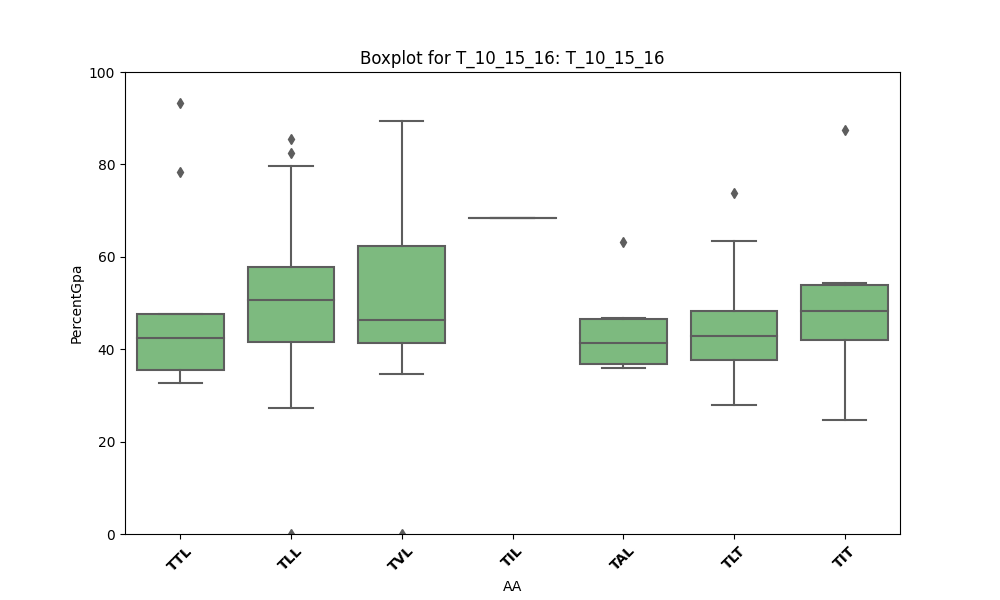 Boxplot for T_10_15_16: T_10_15_16
100
80
60
40
20
0
PercentGpa
TTL
TLL
TVL
TIL
TAL
TLT
TIT
AA